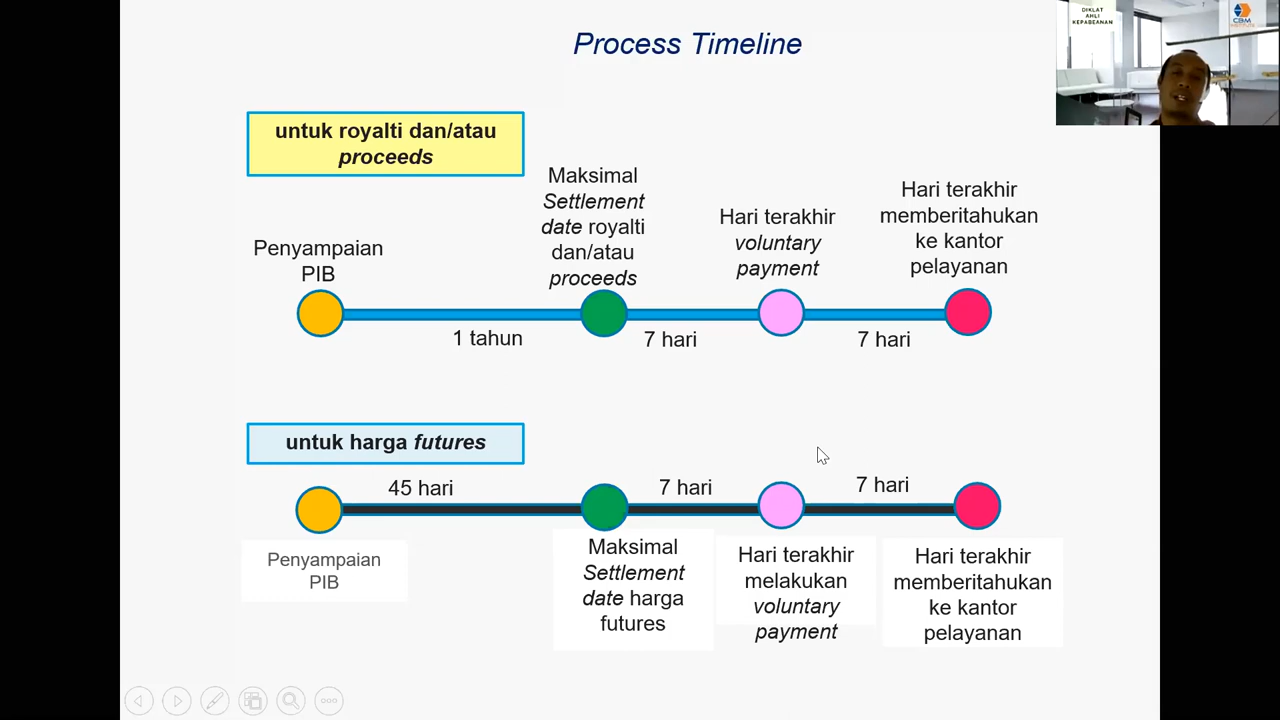 Process Timeline
DIKLAT
AHLI
KEPABEANAN
CBM
untuk royalti dan/atau
proceeds
Penyampaian
PIB
Maksimal
Settlement
date royalti
dan/atau
proceeds
Hari terakhir
voluntary
payment
Hari terakhir
memberitahukan
ke kantor
pelayanan
1 tahun
7 hari
7 hari
untuk harga futures
45 hari
7 hari
7 hari
Penyampaian
PIB
Maksimal
Settlement
date harga
futures
Hari terakhir
melakukan
voluntary
payment
Hari terakhir
memberitahukan
ke kantor
pelayanan